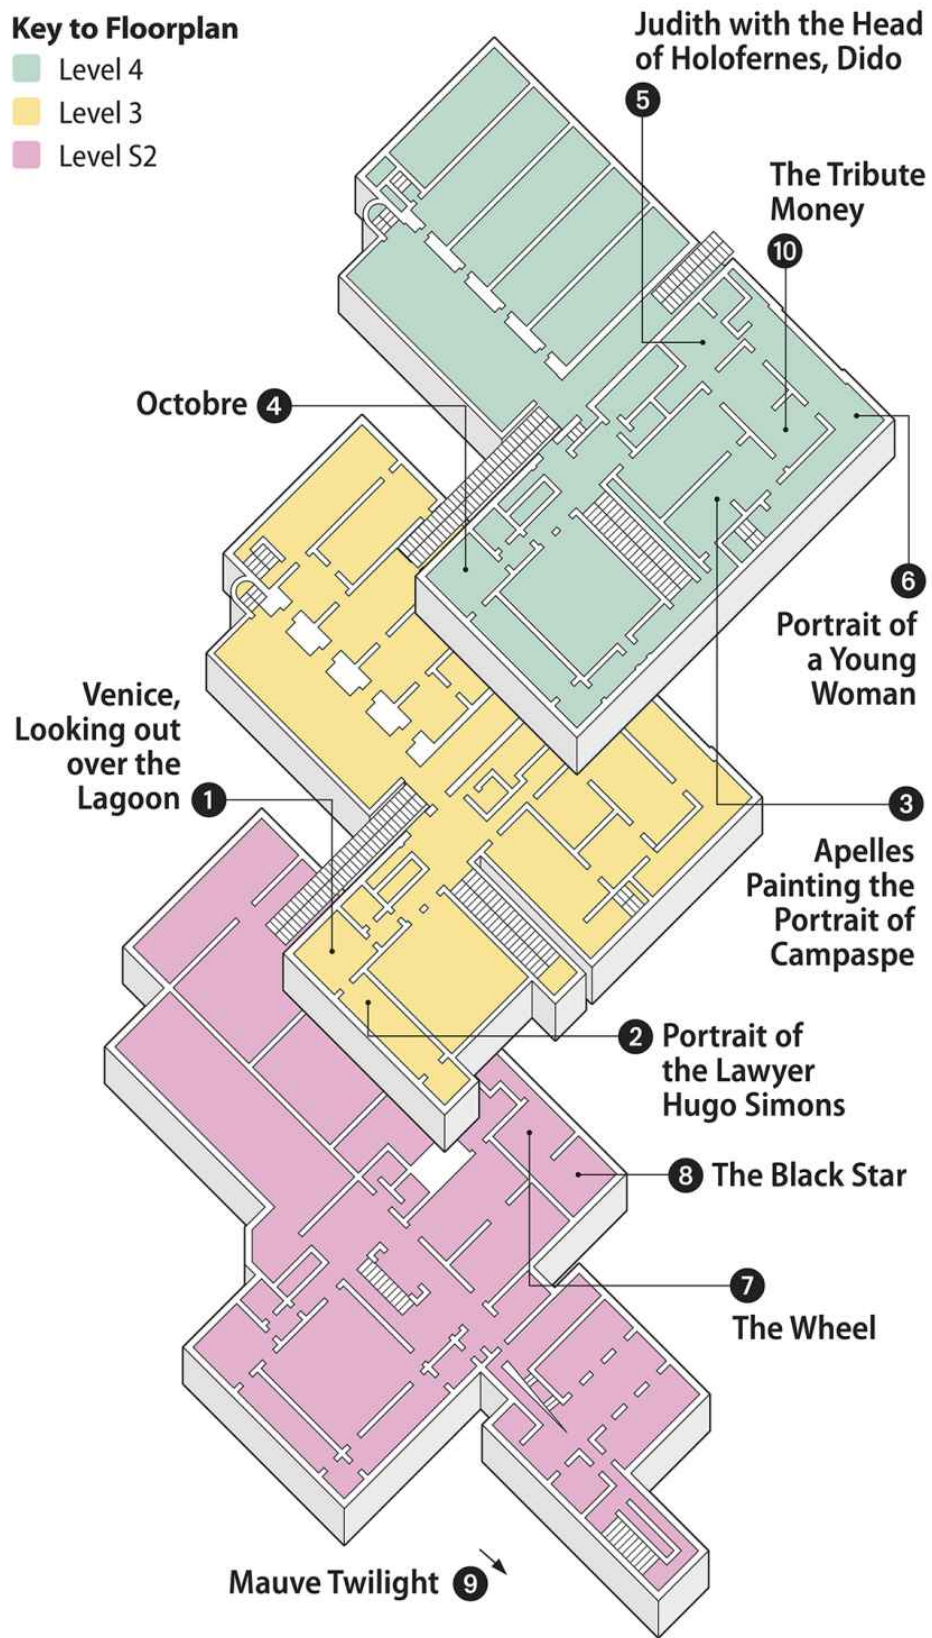 Key to Floorplan
Level 4
Level 3
Level S2
Judith with the Head
of Holofernes, Dido
5
The Tribute
Money
10
Octobre 4
6
Portrait of
a Young
Woman
Venice,
Looking out
over the
Lagoon 1
3
Apelles
Painting the
Portrait of
Campaspe
2 Portrait of
the Lawyer
Hugo Simons
8 The Black Star
7
The Wheel
Mauve Twilight 9